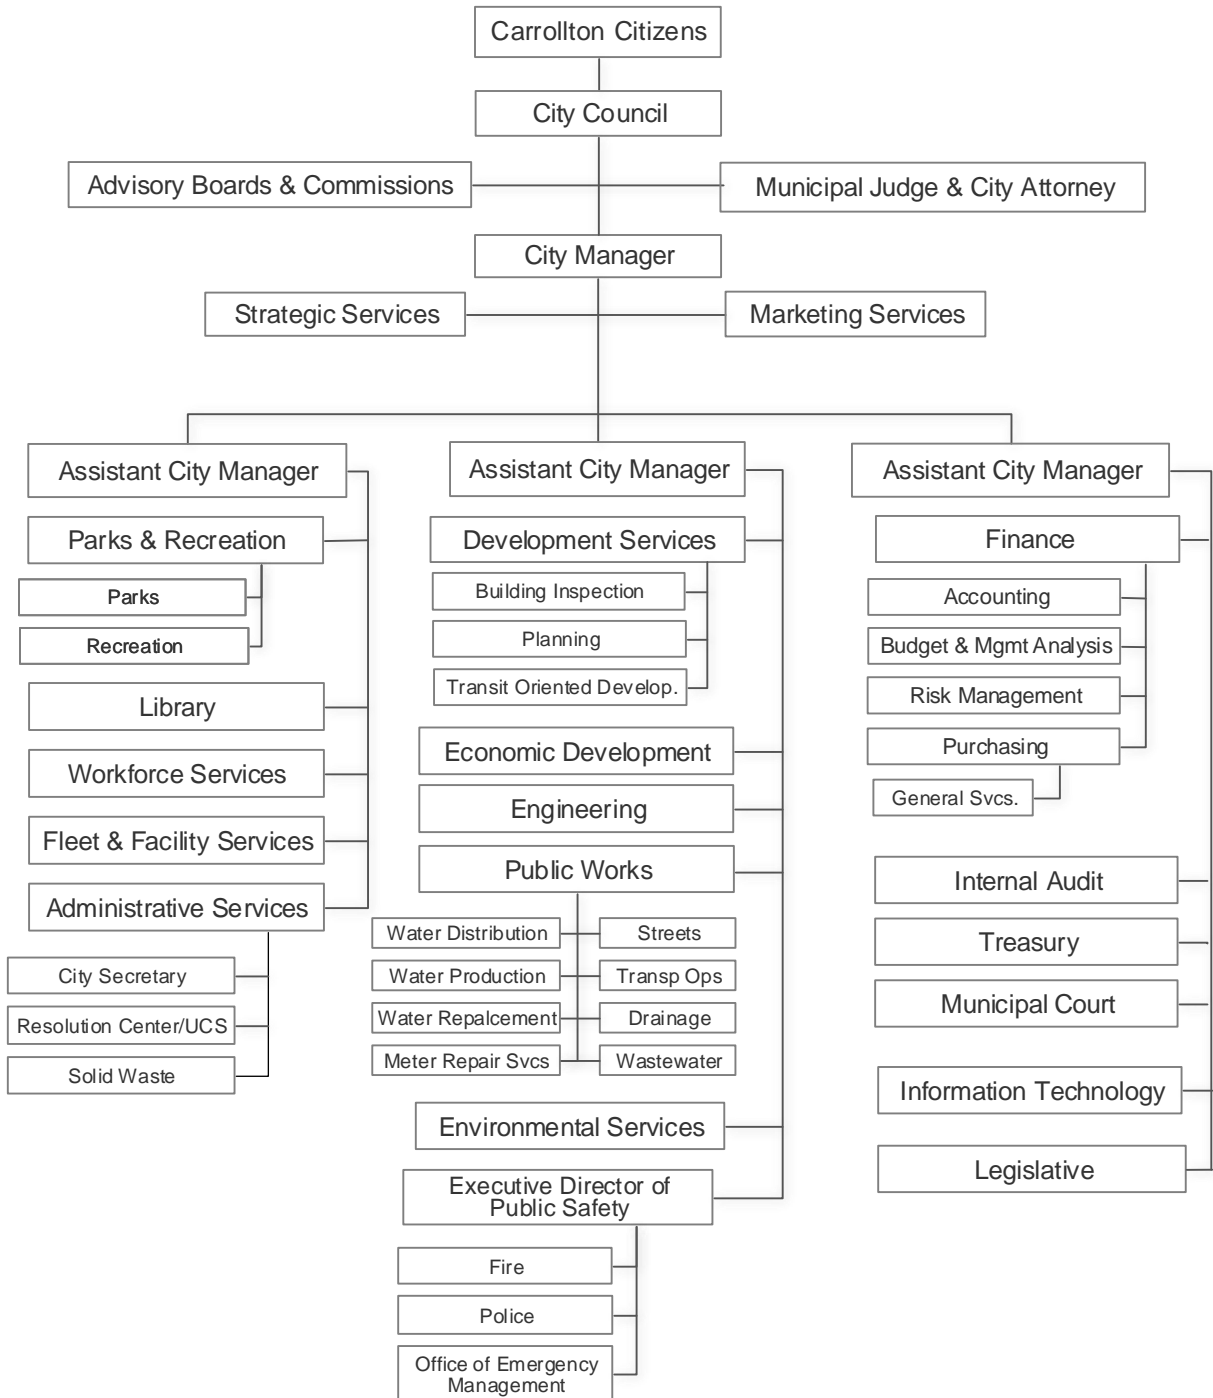 Carrollton Citizens
City Council
Advisory Boards & Commissions
Municipal Judge & City Attorney
City Manager
Strategic Services
Marketing Services
Assistant City Manager
Parks & Recreation
Parks
Recreation
Library
Workforce Services
Fleet & Facility Services
Administrative Services
City Secretary
Resolution Center/UCS
Solid Waste
Assistant City Manager
Development Services
Building Inspection
Planning
Transit Oriented Develop.
Economic Development
Engineering
Public Works
Water Distribution
Streets
Water Production
Transp Ops
Water Repalcement
Drainage
Meter Repair Svcs
Wastewater
Environmental Services
Executive Director of
Public Safety
Fire
Police
Office of Emergency
Management
Assistant City Manager
Finance
Accounting
Budget & Mgmt Analysis
Risk Management
Purchasing
General Svcs.
Internal Audit
Treasury
Municipal Court
Information Technology
Legislative